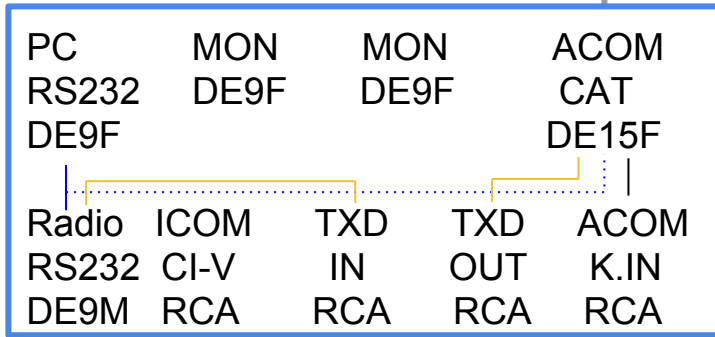 PC MON MON ACOM
RS232 DE9F DE9F CAT
DE9F DE15F
Radio ICOM TXD TXD ACOM
RS232 CI-V IN OUT K.IN
DE9M RCA RCA RCA RCA